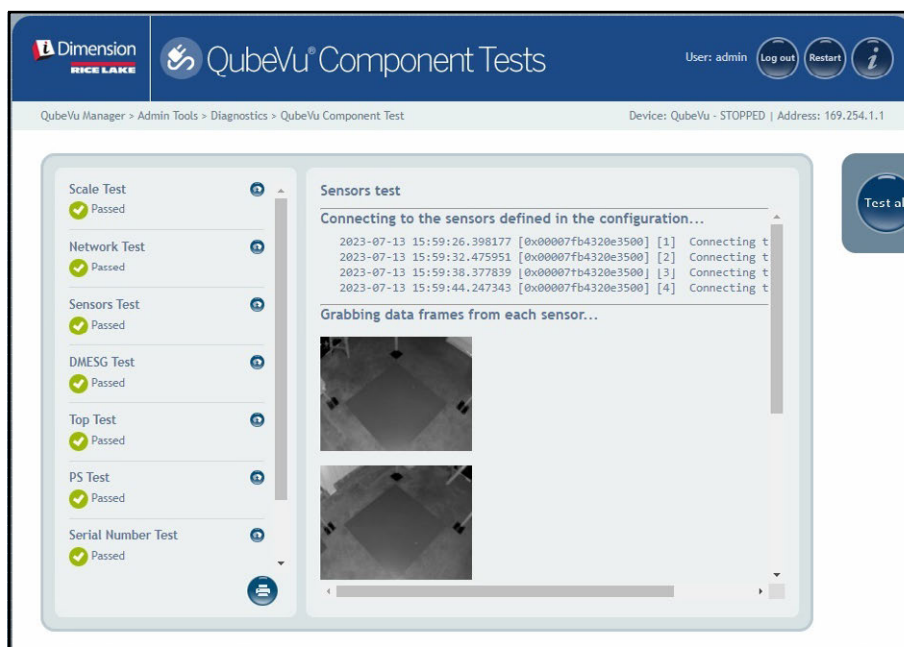 iDimension
RICE LAKE
QubeVu® Component Tests
User: admin
Log out
Restart
i
QubeVu Manager > Admin Tools > Diagnostics > QubeVu Component Test
Device: QubeVu - STOPPED | Address: 169.254.1.1
Scale Test
Passed
Network Test
Passed
Sensors Test
Passed
DMESG Test
Passed
Top Test
Passed
PS Test
Passed
Serial Number Test
Passed
Sensors test
Connecting to the sensors defined in the configuration...
2023-07-13 15:59:26.398177 [0x00007fb4320e3500] [1] Connecting t
2023-07-13 15:59:32.475951 [0x00007fb4320e3500] [2] Connecting t
2023-07-13 15:59:38.377839 [0x00007fb4320e3500] [3] Connecting t
2023-07-13 15:59:44.247343 [0x00007fb4320e3500] [4] Connecting t
Grabbing data frames from each sensor...
Test al